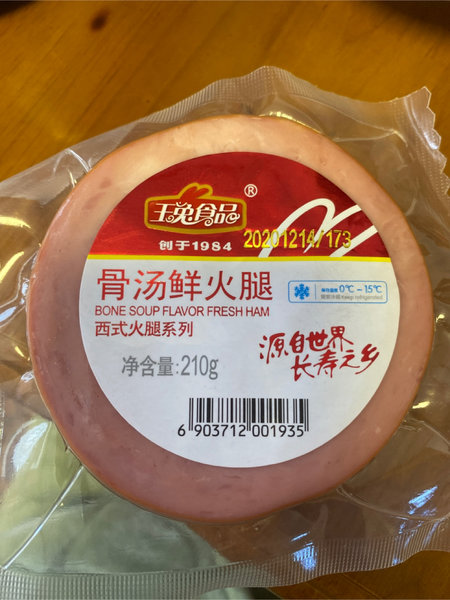 玉兔食品®
创于1984
20201214/173
骨汤鲜火腿
BONE SOUP FLAVOR FRESH HAM
西式火腿系列
0℃ - 15℃
Keep refrigerated
净含量:210g
源自世界
长寿之乡
6 903712 001935